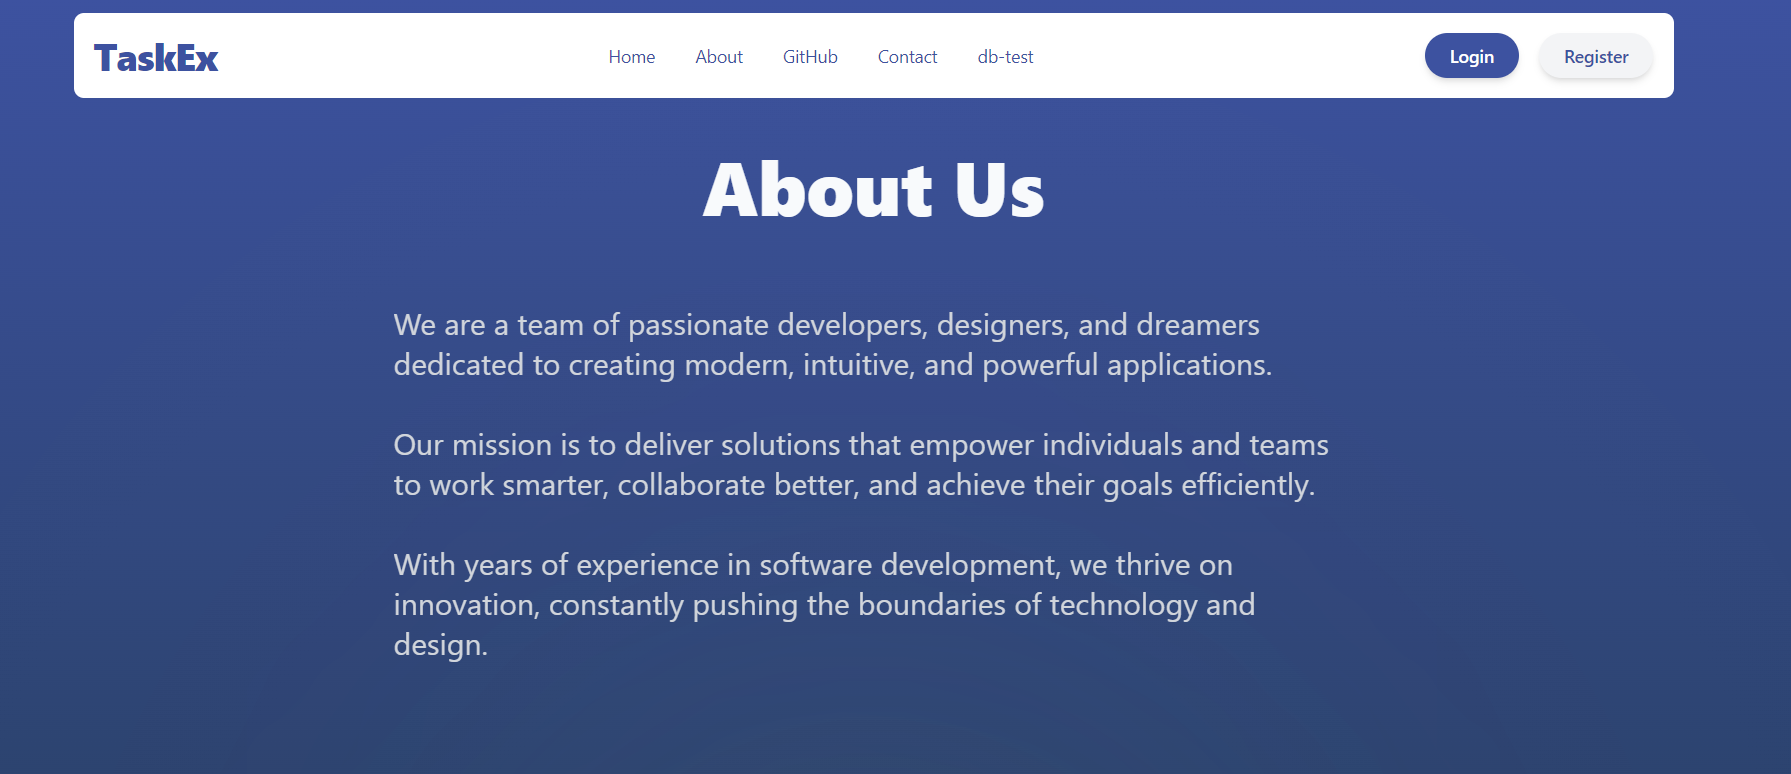 TaskEx
Home
About
GitHub
Contact
db-test
Login
Register
About Us
We are a team of passionate developers, designers, and dreamers
dedicated to creating modern, intuitive, and powerful applications.
Our mission is to deliver solutions that empower individuals and teams
to work smarter, collaborate better, and achieve their goals efficiently.
With years of experience in software development, we thrive on
innovation, constantly pushing the boundaries of technology and
design.